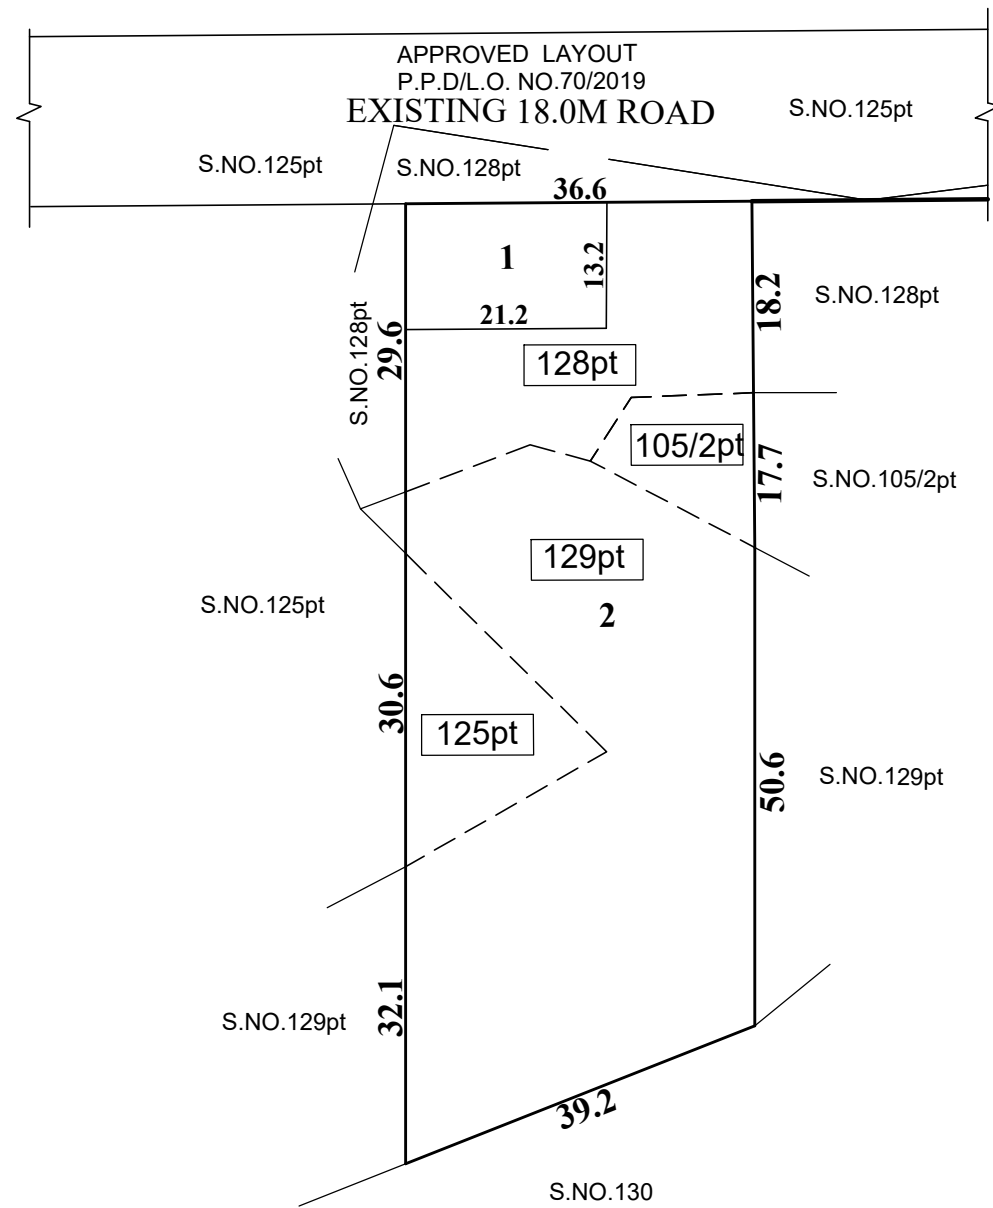 APPROVED LAYOUT
P.P.D/L.O. NO.70/2019
EXISTING 18.0M ROAD
S.NO.125pt
S.NO.125pt
S.NO.128pt
36.6
1
13.2
21.2
18.2
S.NO.128pt
S.NO.128pt
29.6
128pt
105/2pt
17.7
S.NO.105/2pt
129pt
2
S.NO.125pt
30.6
125pt
50.6
S.NO.129pt
32.1
S.NO.129pt
39.2
S.NO.130